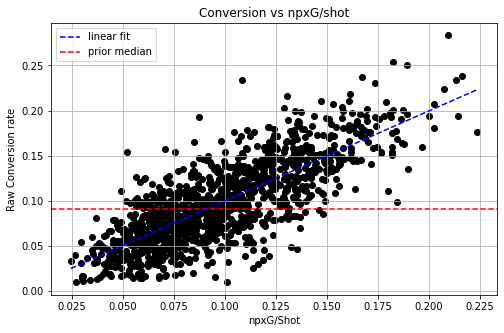 Conversion vs npxG/shot
linear fit
prior median
Raw Conversion rate
0.25
0.20
0.15
0.10
0.05
0.00
0.025 0.050 0.075 0.100 0.125 0.150 0.175 0.200 0.225
npxG/Shot